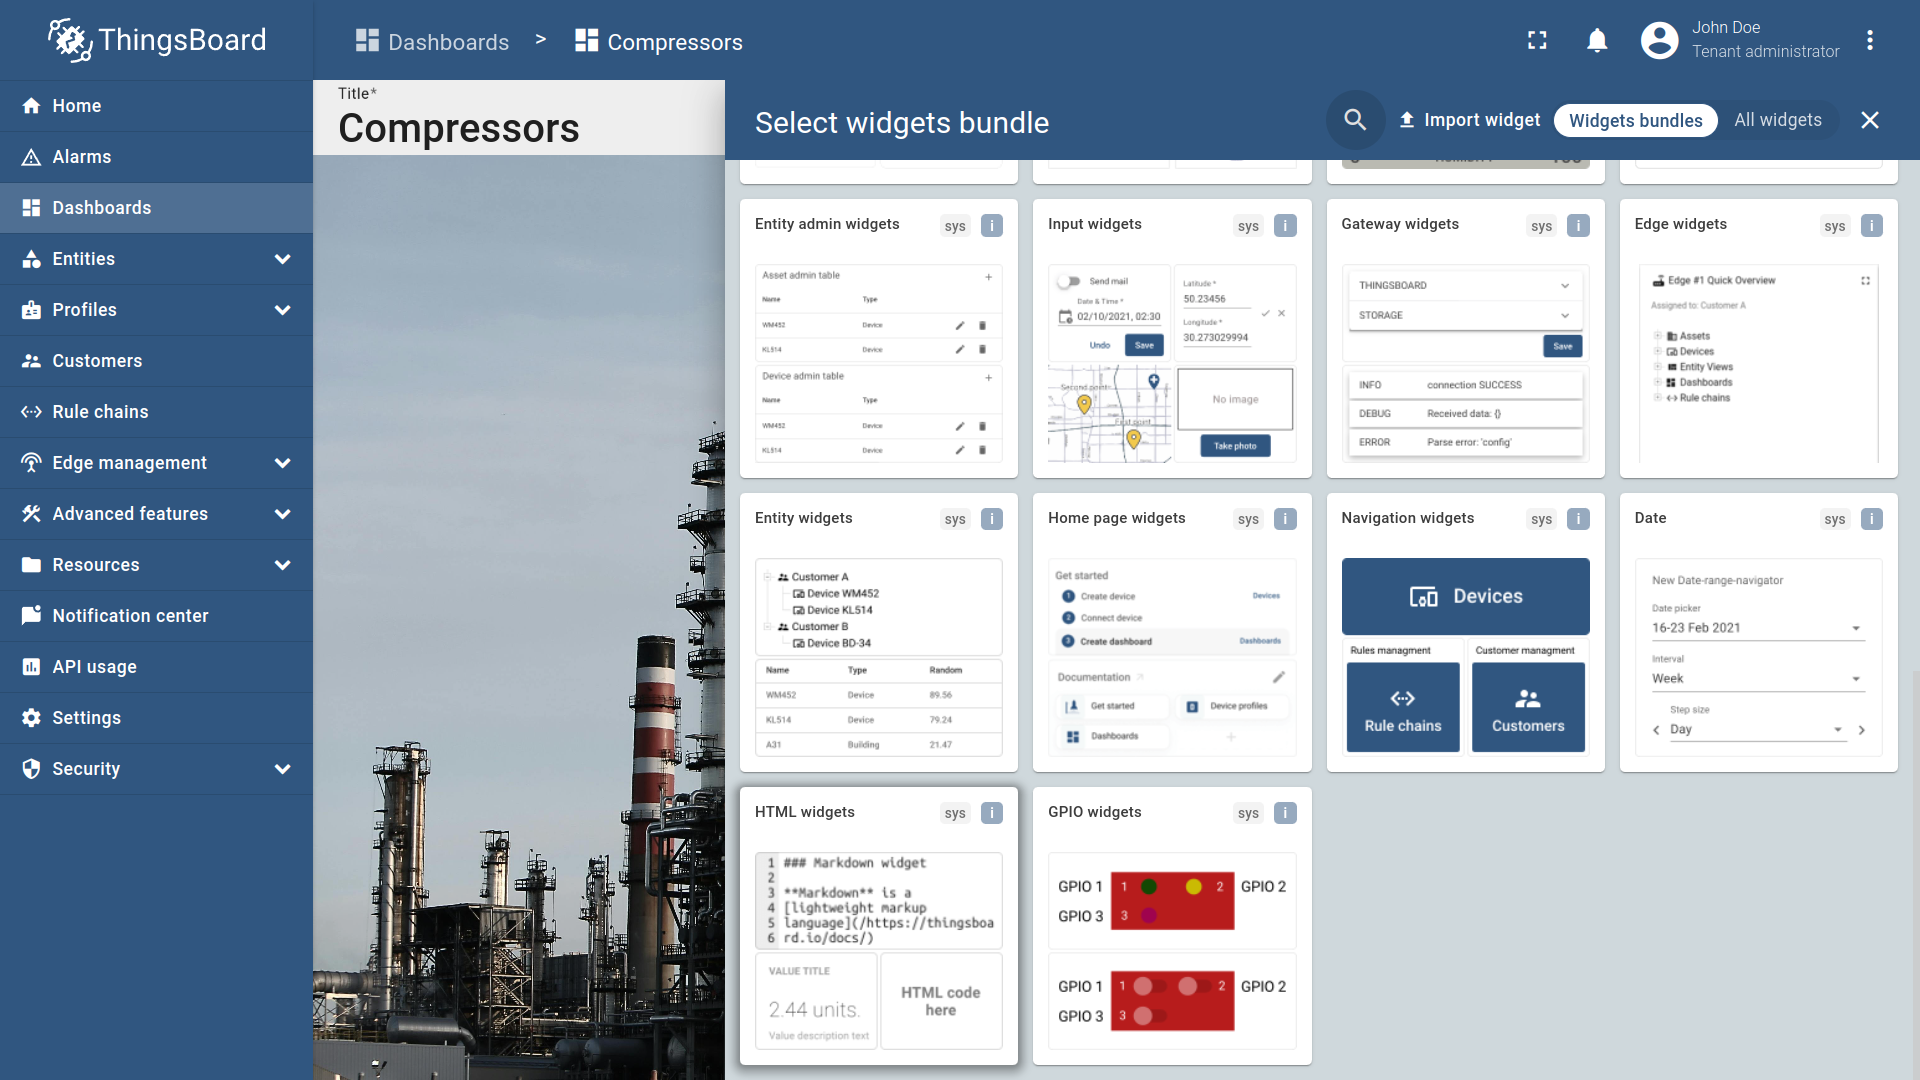 ThingsBoard
Dashboards > Compressors
John Doe
Tenant administrator
Home
Alarms
Dashboards
Entities
Profiles
Customers
Rule chains
Edge management
Advanced features
Resources
Notification center
API usage
Settings
Security
Title*
Compressors
Select widgets bundle
Import widget
Widgets bundles
All widgets
Entity admin widgets
sys i
Asset admin table +
Name Type
WM452 Device
KL514 Device
Device admin table +
Name Type
WM452 Device
KL514 Device
Input widgets
sys i
Send mail
Date & Time *
02/10/2021, 02:30
Undo Save
Latitude *
50.23456
Longitude *
30.273029994
Second point
First point
No image
Take photo
Gateway widgets
sys i
THINGSBOARD
STORAGE
Save
INFO connection SUCCESS
DEBUG Received data: {}
ERROR Parse error: 'config'
Edge widgets
sys i
Edge #1 Quick Overview
Assigned to: Customer A
Assets
Devices
Entity Views
Dashboards
Rule chains
Entity widgets
sys i
Customer A
Device WM452
Device KL514
Customer B
Device BD-34
Name Type Random
WM452 Device 89.56
KL514 Device 79.24
A31 Building 21.47
Home page widgets
sys i
Get started
1 Create device Devices
2 Connect device
3 Create dashboard Dashboards
Documentation
Get started
Device profiles
Dashboards
+
Navigation widgets
sys i
Devices
Rules managment
Rule chains
Customer managment
Customers
Date
sys i
New Date-range-navigator
Date picker
16-23 Feb 2021
Interval
Week
Step size
Day
HTML widgets
sys i
1 ### Markdown widget
2
3 **Markdown** is a
4 [lightweight markup
5 language](/https://thingsboa
6 rd.io/docs/)
VALUE TITLE
2.44 units.
Value description text
HTML code
here
GPIO widgets
sys i
GPIO 1 1 2 GPIO 2
GPIO 3 3
GPIO 1 1 2 GPIO 2
GPIO 3 3